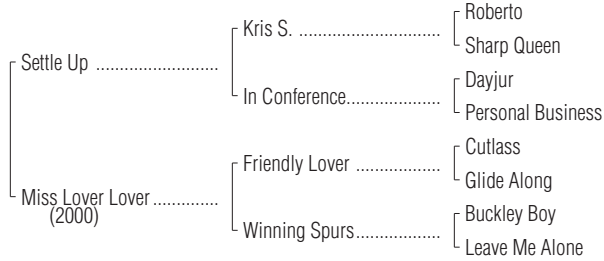 Roberto
Kris S. ................................
Sharp Queen
Settle Up ............................
Dayjur
In Conference......................
Personal Business
Cutlass
Friendly Lover ....................
Glide Along
Miss Lover Lover...............
(2000)
Buckley Boy
Winning Spurs....................
Leave Me Alone